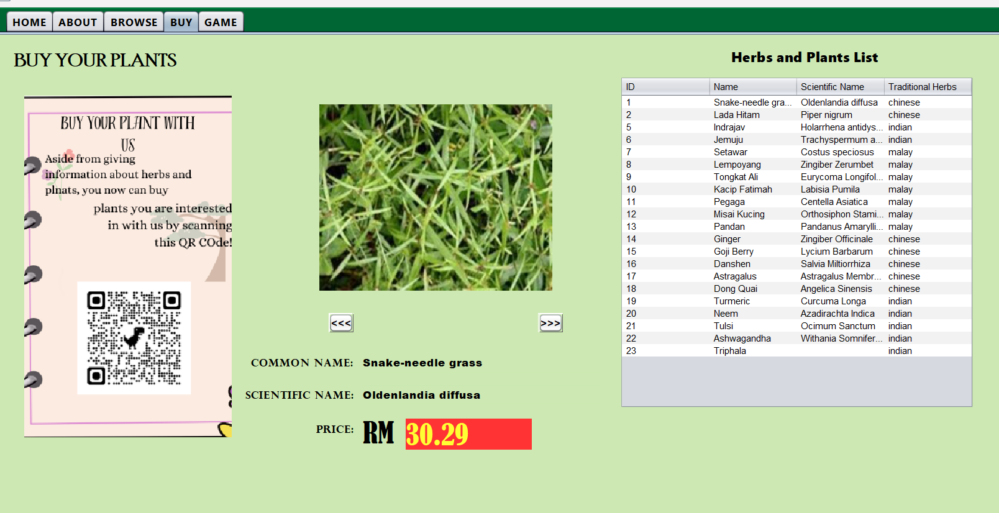 HOME ABOUT BROWSE BUY GAME
BUY YOUR PLANTS
BUY YOUR PLANT WITH
US
Aside from giving
information about herbs and
plnats, you now can buy
plants you are interested
in with us by scanning
this QR COde!
<<< >>>
COMMON NAME: Snake-needle grass
SCIENTIFIC NAME: Oldenlandia diffusa
PRICE: RM 30.29
Herbs and Plants List
ID Name Scientific Name Traditional Herbs
1 Snake-needle gra... Oldenlandia diffusa chinese
2 Lada Hitam Piper nigrum chinese
5 Indrajav Holarrhena antidys... indian
6 Jemuju Trachyspermum a... indian
7 Setawar Costus speciosus malay
8 Lempoyang Zingiber Zerumbet malay
9 Tongkat Ali Eurycoma Longifol... malay
10 Kacip Fatimah Labisia Pumila malay
11 Pegaga Centella Asiatica malay
12 Misai Kucing Orthosiphon Stami... malay
13 Pandan Pandanus Amarylli... malay
14 Ginger Zingiber Officinale chinese
15 Goji Berry Lycium Barbarum chinese
16 Danshen Salvia Miltiorrhiza chinese
17 Astragalus Astragalus Membr... chinese
18 Dong Quai Angelica Sinensis chinese
19 Turmeric Curcuma Longa indian
20 Neem Azadirachta Indica indian
21 Tulsi Ocimum Sanctum indian
22 Ashwagandha Withania Somnifer... indian
23 Triphala indian